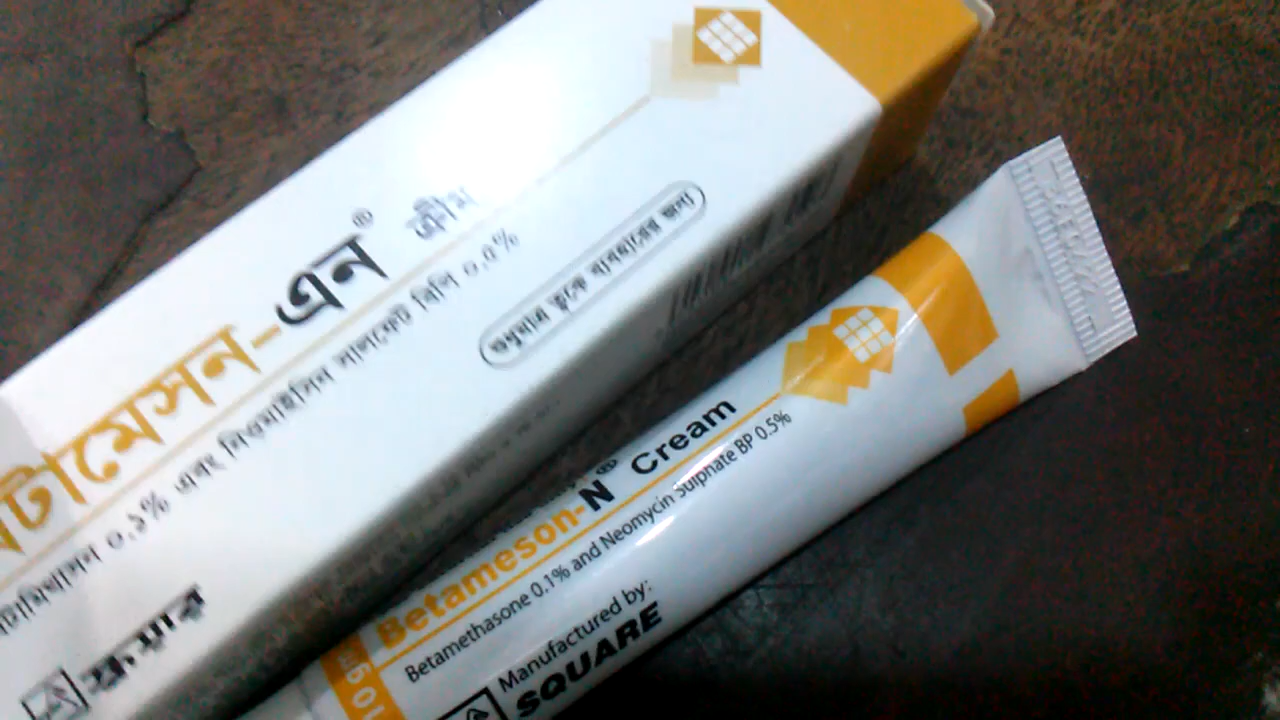 টামেসন-এন® ক্রীম
০.১% এবং নিওমাইসিন সালফেট বিপি ০.৫%
শুধুমাত্র ত্বকে ব্যবহারের জন্য
স্কয়ার
Betameson-N® Cream
Betamethasone 0.1% and Neomycin Sulphate BP 0.5%
Manufactured by:
SQUARE